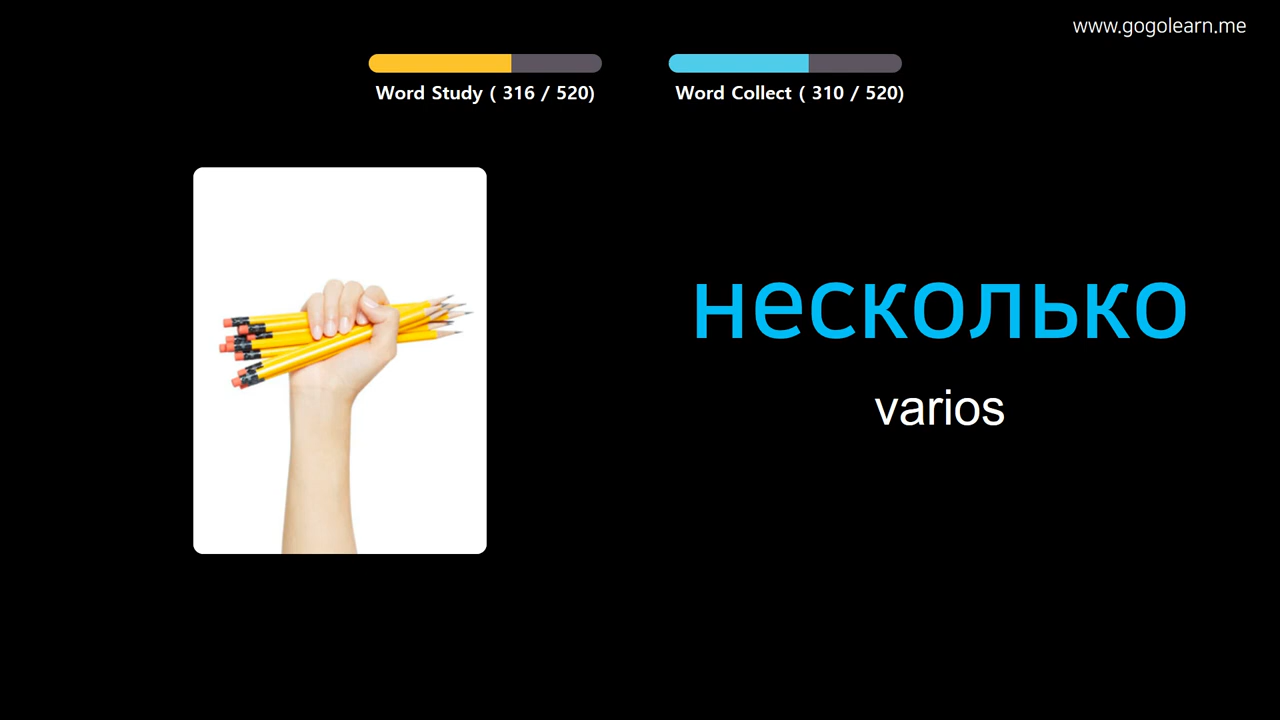 www.gogolearn.me
Word Study ( 316 / 520)
Word Collect ( 310 / 520)
несколько
varios